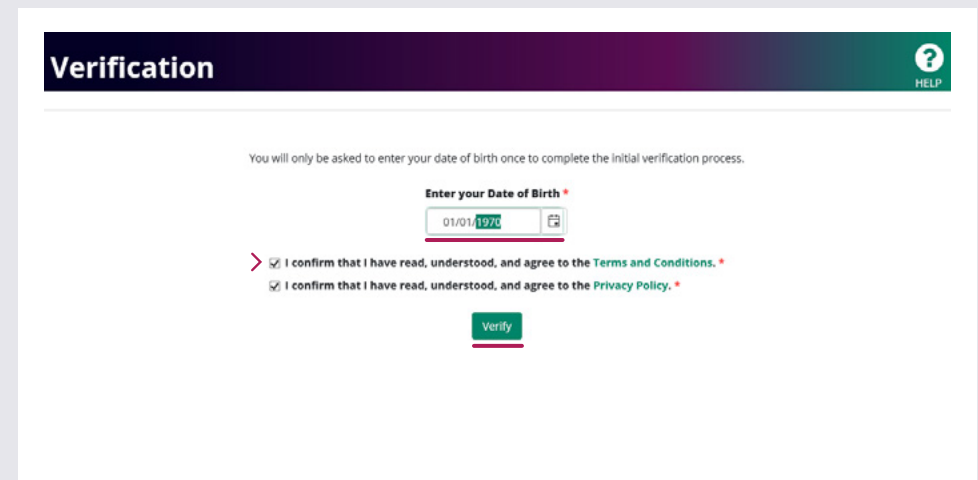 Verification
HELP
You will only be asked to enter your date of birth once to complete the initial verification process.
Enter your Date of Birth *
01/01/1970
I confirm that I have read, understood, and agree to the Terms and Conditions. *
I confirm that I have read, understood, and agree to the Privacy Policy. *
Verify